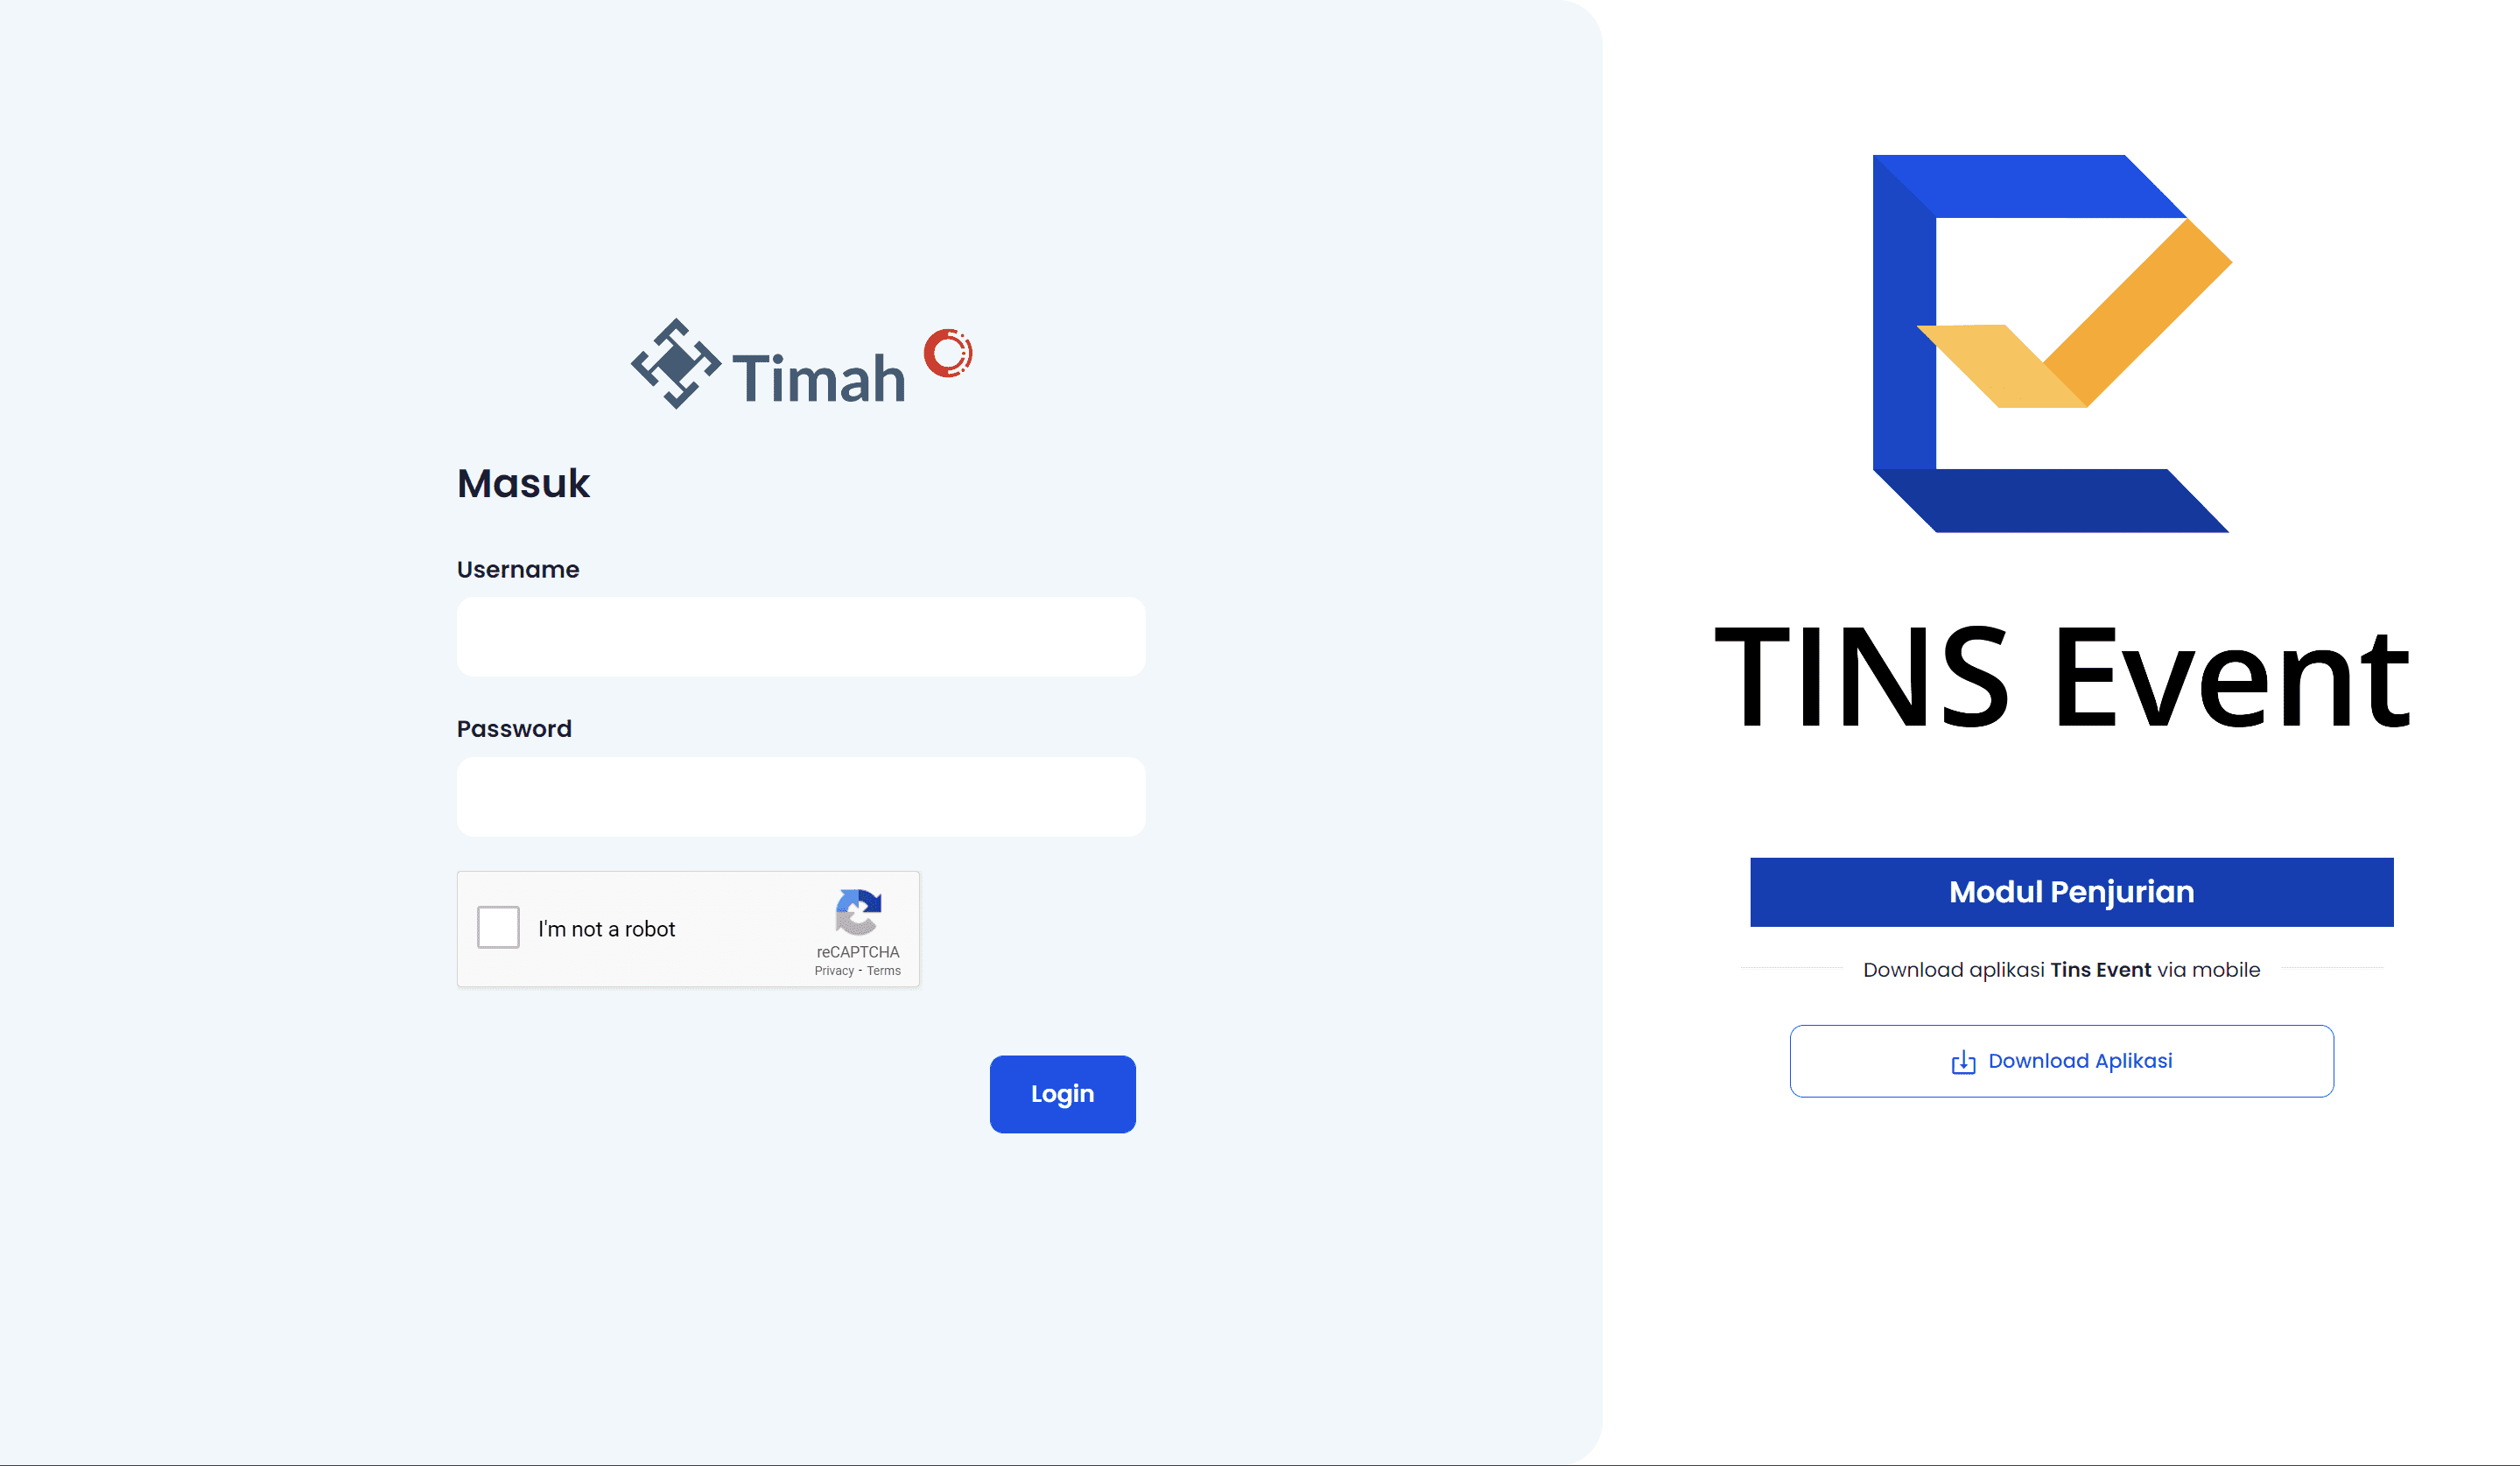 Timah
Masuk
Username
Password
I'm not a robot
reCAPTCHA
Privacy - Terms
Login
TINS Event
Modul Penjurian
Download aplikasi Tins Event via mobile
Download Aplikasi